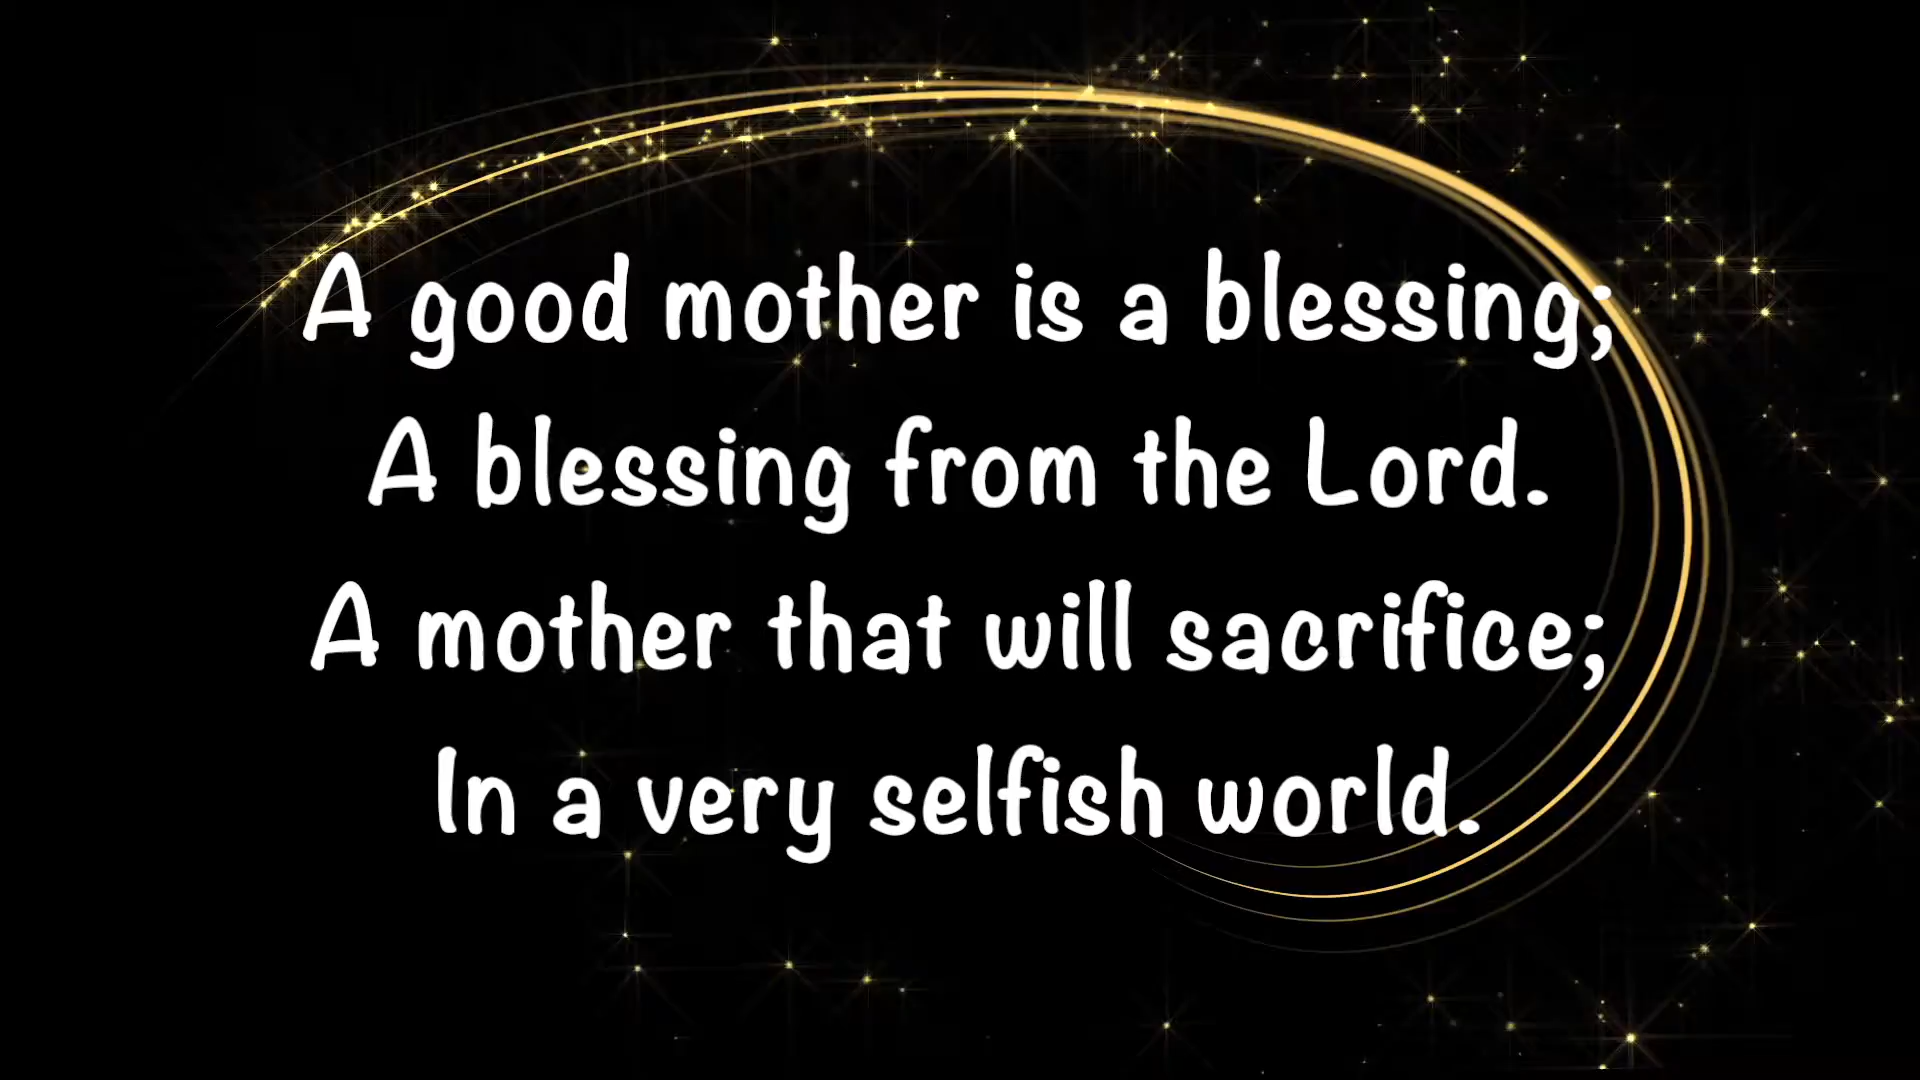 A good mother is a blessing;
A blessing from the Lord.
A mother that will sacrifice;
In a very selfish world.